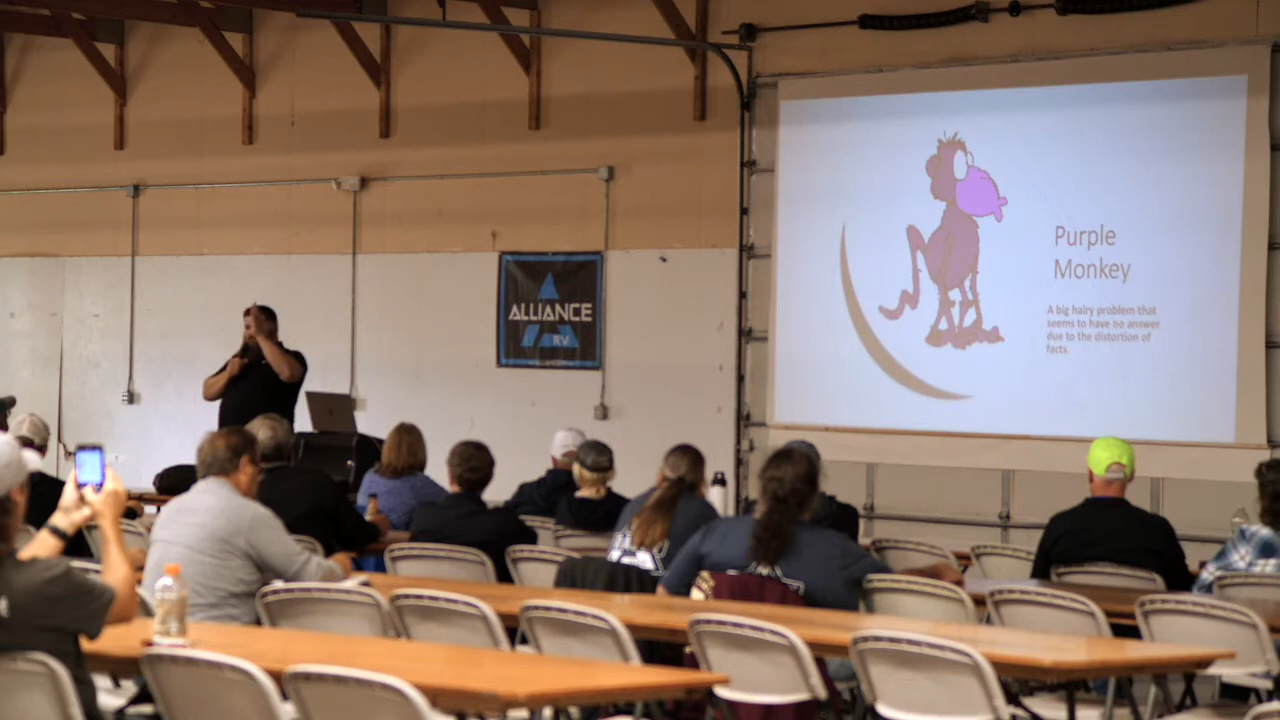 ALLIANCE
RV
Purple
Monkey
A big hairy problem that
seems to have no answer
due to the distortion of
facts